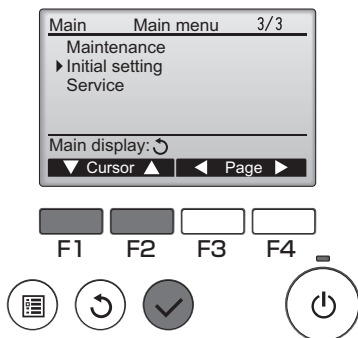 Main Main menu 3/3
Maintenance
Initial setting
Service
Main display:
Cursor Page
F1 F2 F3 F4